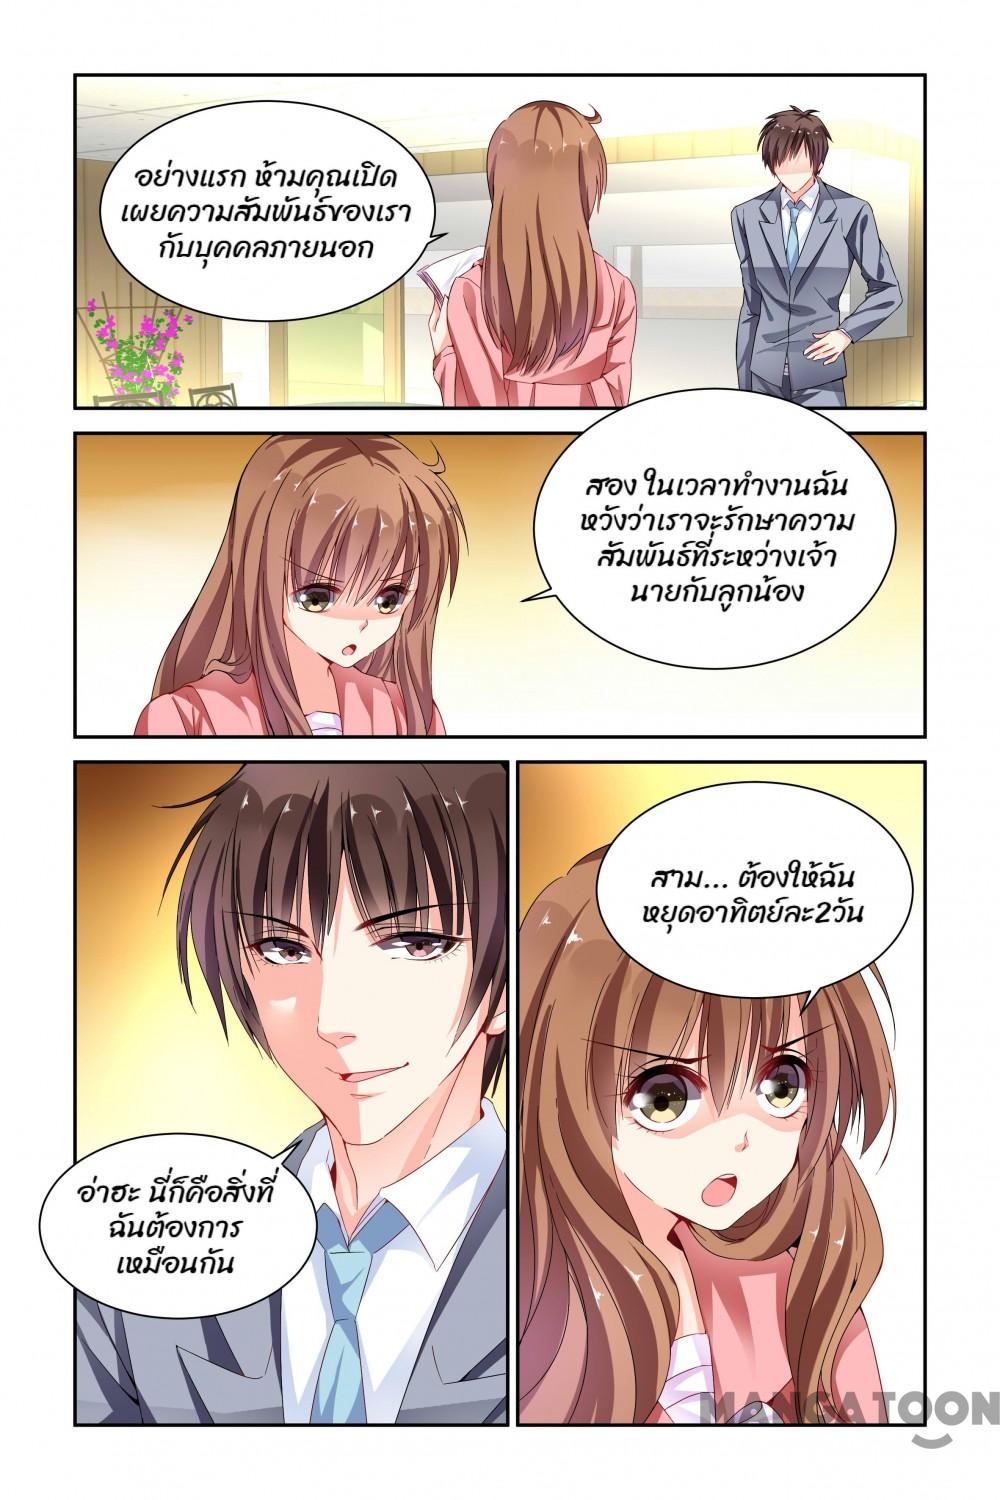 อย่างแรก ห้ามคุณเปิด
เผยความสัมพันธ์ของเรา
กับบุคคลภายนอก
สอง ในเวลาทำงานฉัน
หวังว่าเราจะรักษาความ
สัมพันธ์ที่ระหว่างเจ้า
นายกับลูกน้อง
อ่าฮะ นี่ก็คือสิ่งที่
ฉันต้องการ
เหมือนกัน
สาม... ต้องให้ฉัน
หยุดอาทิตย์ละ2วัน
MANGATOON